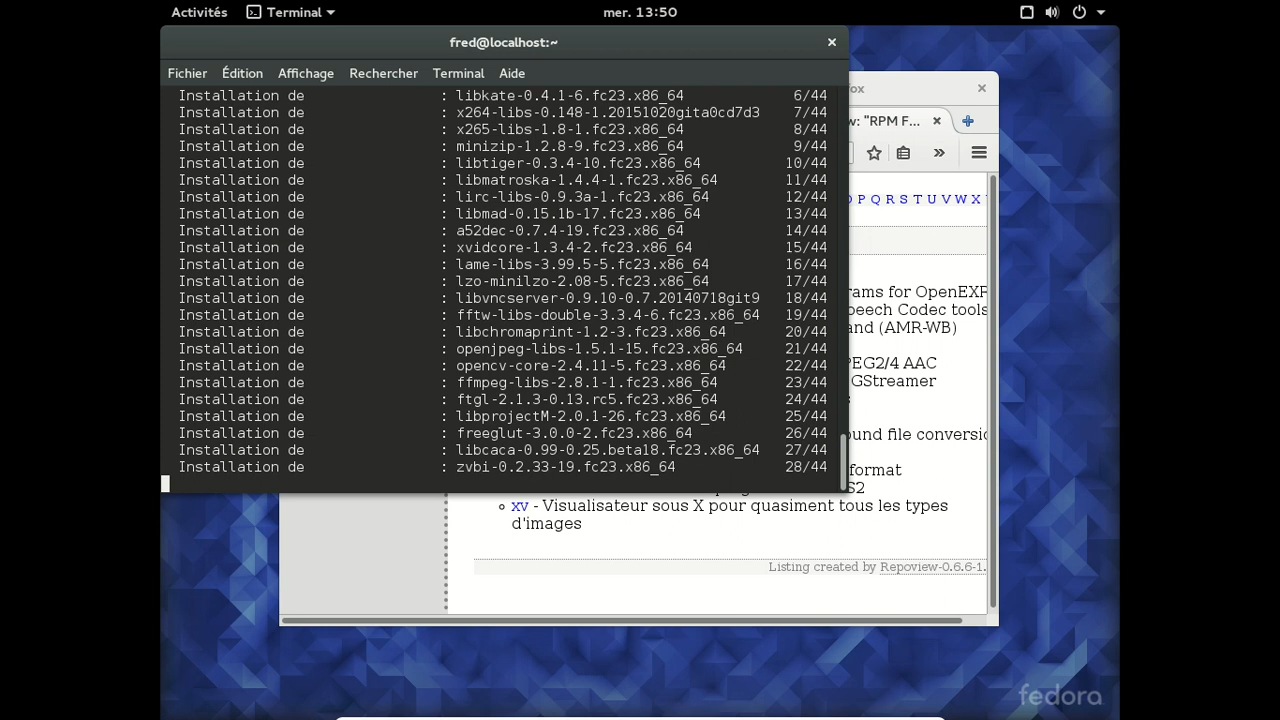 Activités Terminal mer. 13:50
fred@localhost:~
Fichier Édition Affichage Rechercher Terminal Aide
Installation de : libkate-0.4.1-6.fc23.x86_64 6/44
Installation de : x264-libs-0.148-1.20151020gita0cd7d3 7/44
Installation de : x265-libs-1.8-1.fc23.x86_64 8/44
Installation de : minizip-1.2.8-9.fc23.x86_64 9/44
Installation de : libtiger-0.3.4-10.fc23.x86_64 10/44
Installation de : libmatroska-1.4.4-1.fc23.x86_64 11/44
Installation de : lirc-libs-0.9.3a-1.fc23.x86_64 12/44
Installation de : libmad-0.15.1b-17.fc23.x86_64 13/44
Installation de : a52dec-0.7.4-19.fc23.x86_64 14/44
Installation de : xvidcore-1.3.4-2.fc23.x86_64 15/44
Installation de : lame-libs-3.99.5-5.fc23.x86_64 16/44
Installation de : lzo-minilzo-2.08-5.fc23.x86_64 17/44
Installation de : libvncserver-0.9.10-0.7.20140718git9 18/44
Installation de : fftw-libs-double-3.3.4-6.fc23.x86_64 19/44
Installation de : libchromaprint-1.2-3.fc23.x86_64 20/44
Installation de : openjpeg-libs-1.5.1-15.fc23.x86_64 21/44
Installation de : opencv-core-2.4.11-5.fc23.x86_64 22/44
Installation de : ffmpeg-libs-2.8.1-1.fc23.x86_64 23/44
Installation de : ftgl-2.1.3-0.13.rc5.fc23.x86_64 24/44
Installation de : libprojectM-2.0.1-26.fc23.x86_64 25/44
Installation de : freeglut-3.0.0-2.fc23.x86_64 26/44
Installation de : libcaca-0.99-0.25.beta18.fc23.x86_64 27/44
Installation de : zvbi-0.2.33-19.fc23.x86_64 28/44
fox
w: "RPM F...
P Q R S T U V W X
rams for OpenEXR
peech Codec tools
and (AMR-WB)
PEG2/4 AAC
GStreamer
s
ound file conversio
format
S2
xv - Visualisateur sous X pour quasiment tous les types
d'images
Listing created by Repoview-0.6.6-1.
fedora